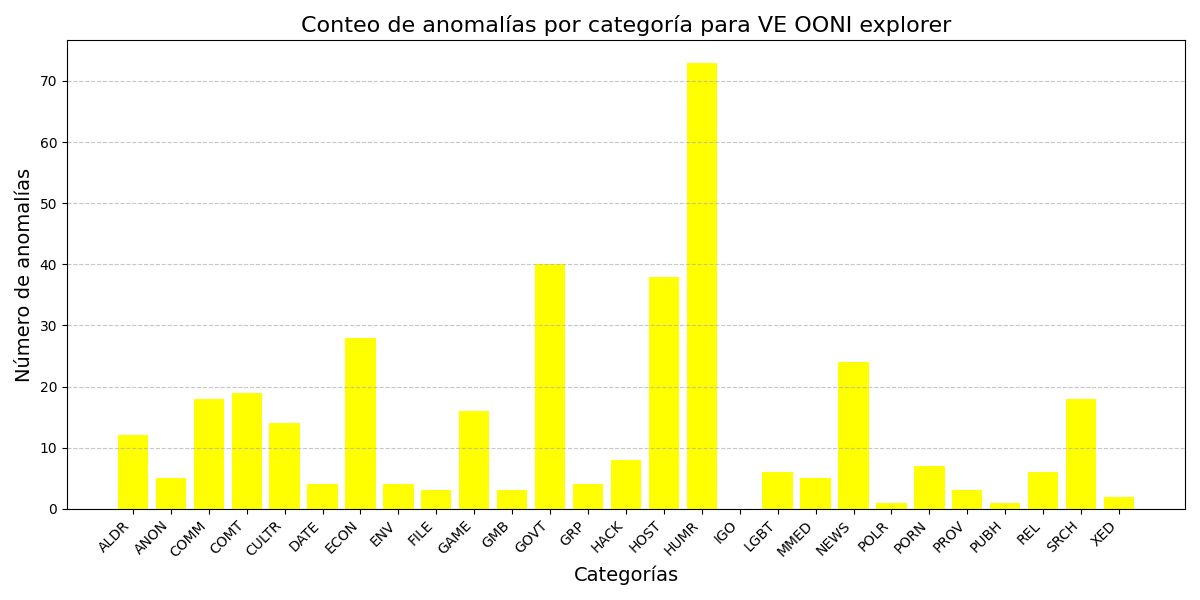 Conteo de anomalías por categoría para VE OONI explorer
Número de anomalías
70
60
50
40
30
20
10
0
ALDR
ANON
COMM
COMT
CULTR
DATE
ECON
ENV
FILE
GAME
GMB
GOVT
GRP
HACK
HOST
HUMR
IGO
LGBT
MMED
NEWS
POLR
PORN
PROV
PUBH
REL
SRCH
XED
Categorías